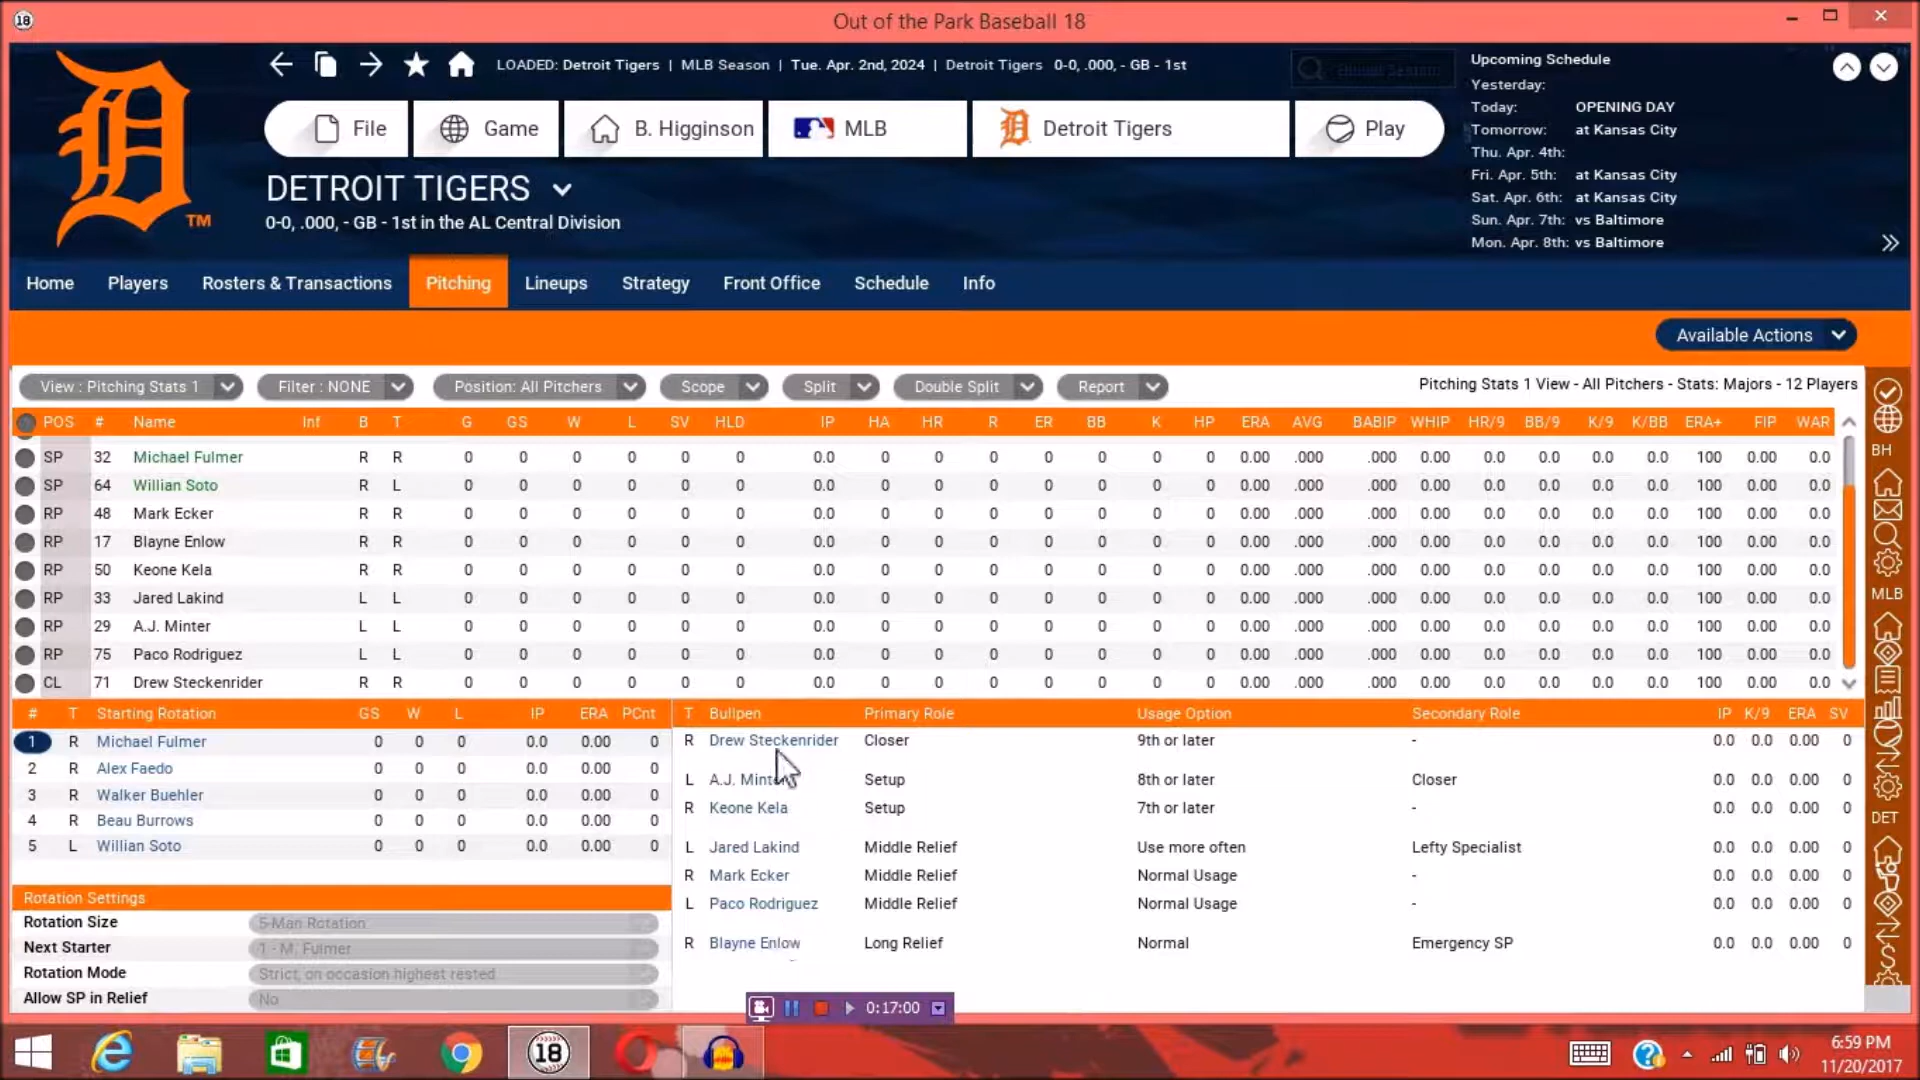 18 Out of the Park Baseball 18
LOADED: Detroit Tigers | MLB Season | Tue. Apr. 2nd, 2024 | Detroit Tigers 0-0, .000, - GB - 1st
Upcoming Schedule
Yesterday:
Today: OPENING DAY
Tomorrow: at Kansas City
Thu. Apr. 4th:
Fri. Apr. 5th: at Kansas City
Sat. Apr. 6th: at Kansas City
Sun. Apr. 7th: vs Baltimore
Mon. Apr. 8th: vs Baltimore
File Game B. Higginson MLB Detroit Tigers Play
TM
DETROIT TIGERS
0-0, .000, - GB - 1st in the AL Central Division
Home Players Rosters & Transactions Pitching Lineups Strategy Front Office Schedule Info
Available Actions
View : Pitching Stats 1 Filter : NONE Position: All Pitchers Scope Split Double Split Report Pitching Stats 1 View - All Pitchers - Stats: Majors - 12 Players
POS # Name Inf B T G GS W L SV HLD IP HA HR R ER BB K HP ERA AVG BABIP WHIP HR/9 BB/9 K/9 K/BB ERA+ FIP WAR
SP 32 Michael Fulmer R R 0 0 0 0 0 0 0.0 0 0 0 0 0 0 0 0.00 .000 .000 0.00 0.0 0.0 0.0 0.0 100 0.00 0.0
SP 64 Willian Soto R L 0 0 0 0 0 0 0.0 0 0 0 0 0 0 0 0.00 .000 .000 0.00 0.0 0.0 0.0 0.0 100 0.00 0.0
RP 48 Mark Ecker R R 0 0 0 0 0 0 0.0 0 0 0 0 0 0 0 0.00 .000 .000 0.00 0.0 0.0 0.0 0.0 100 0.00 0.0
RP 17 Blayne Enlow R R 0 0 0 0 0 0 0.0 0 0 0 0 0 0 0 0.00 .000 .000 0.00 0.0 0.0 0.0 0.0 100 0.00 0.0
RP 50 Keone Kela R R 0 0 0 0 0 0 0.0 0 0 0 0 0 0 0 0.00 .000 .000 0.00 0.0 0.0 0.0 0.0 100 0.00 0.0
RP 33 Jared Lakind L L 0 0 0 0 0 0 0.0 0 0 0 0 0 0 0 0.00 .000 .000 0.00 0.0 0.0 0.0 0.0 100 0.00 0.0
RP 29 A.J. Minter L L 0 0 0 0 0 0 0.0 0 0 0 0 0 0 0 0.00 .000 .000 0.00 0.0 0.0 0.0 0.0 100 0.00 0.0
RP 75 Paco Rodriguez L L 0 0 0 0 0 0 0.0 0 0 0 0 0 0 0 0.00 .000 .000 0.00 0.0 0.0 0.0 0.0 100 0.00 0.0
CL 71 Drew Steckenrider R R 0 0 0 0 0 0 0.0 0 0 0 0 0 0 0 0.00 .000 .000 0.00 0.0 0.0 0.0 0.0 100 0.00 0.0
BH
MLB
DET
# T Starting Rotation GS W L IP ERA PCnt
1 R Michael Fulmer 0 0 0 0.0 0.00 0
2 R Alex Faedo 0 0 0 0.0 0.00 0
3 R Walker Buehler 0 0 0 0.0 0.00 0
4 R Beau Burrows 0 0 0 0.0 0.00 0
5 L Willian Soto 0 0 0 0.0 0.00 0
Rotation Settings
Rotation Size 5-Man Rotation
Next Starter 1 - M. Fulmer
Rotation Mode Strict, on occasion highest rested
Allow SP in Relief No
T Bullpen Primary Role Usage Option Secondary Role IP K/9 ERA SV
R Drew Steckenrider Closer 9th or later - 0.0 0.0 0.00 0
L A.J. Minter Setup 8th or later Closer 0.0 0.0 0.00 0
R Keone Kela Setup 7th or later - 0.0 0.0 0.00 0
L Jared Lakind Middle Relief Use more often Lefty Specialist 0.0 0.0 0.00 0
R Mark Ecker Middle Relief Normal Usage - 0.0 0.0 0.00 0
L Paco Rodriguez Middle Relief Normal Usage - 0.0 0.0 0.00 0
R Blayne Enlow Long Relief Normal Emergency SP 0.0 0.0 0.00 0
0:17:00
18
6:59 PM
11/20/2017